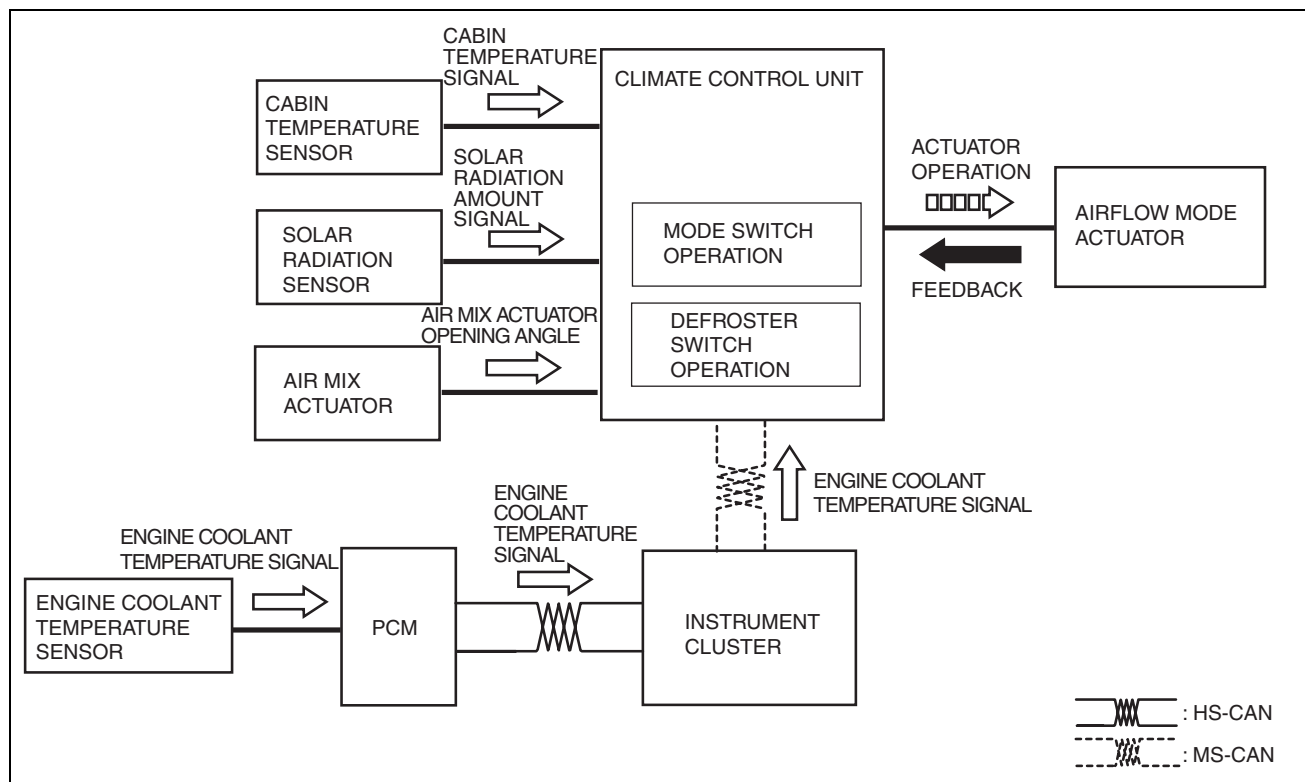 CABIN
TEMPERATURE
SIGNAL
CABIN
TEMPERATURE
SENSOR
SOLAR
RADIATION
AMOUNT
SIGNAL
SOLAR
RADIATION
SENSOR
AIR MIX ACTUATOR
OPENING ANGLE
AIR MIX
ACTUATOR
CLIMATE CONTROL UNIT
MODE SWITCH
OPERATION
DEFROSTER
SWITCH
OPERATION
ACTUATOR
OPERATION
FEEDBACK
AIRFLOW MODE
ACTUATOR
ENGINE COOLANT
TEMPERATURE SIGNAL
ENGINE COOLANT
TEMPERATURE
SENSOR
ENGINE COOLANT
TEMPERATURE SIGNAL
PCM
ENGINE
COOLANT
TEMPERATURE
SIGNAL
INSTRUMENT
CLUSTER
: HS-CAN
: MS-CAN